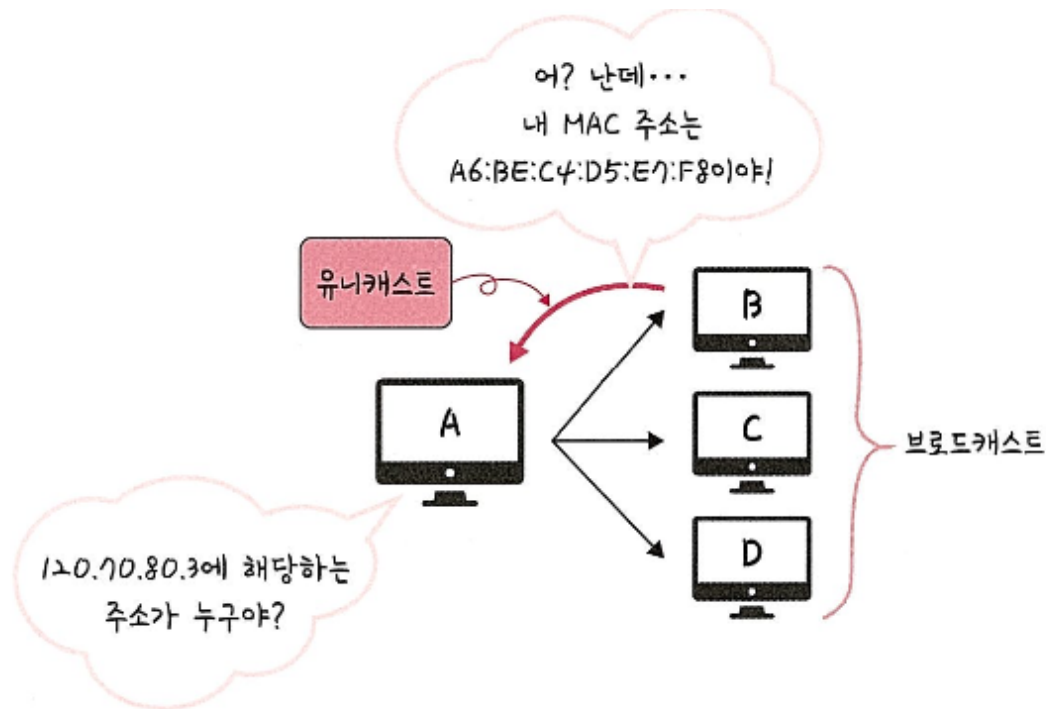 어? 난데...
내 MAC 주소는
A6:BE:C4:D5:E7:F8이야!
유니캐스트
B
A
C
브로드캐스트
D
120.70.80.3에 해당하는
주소가 누구야?